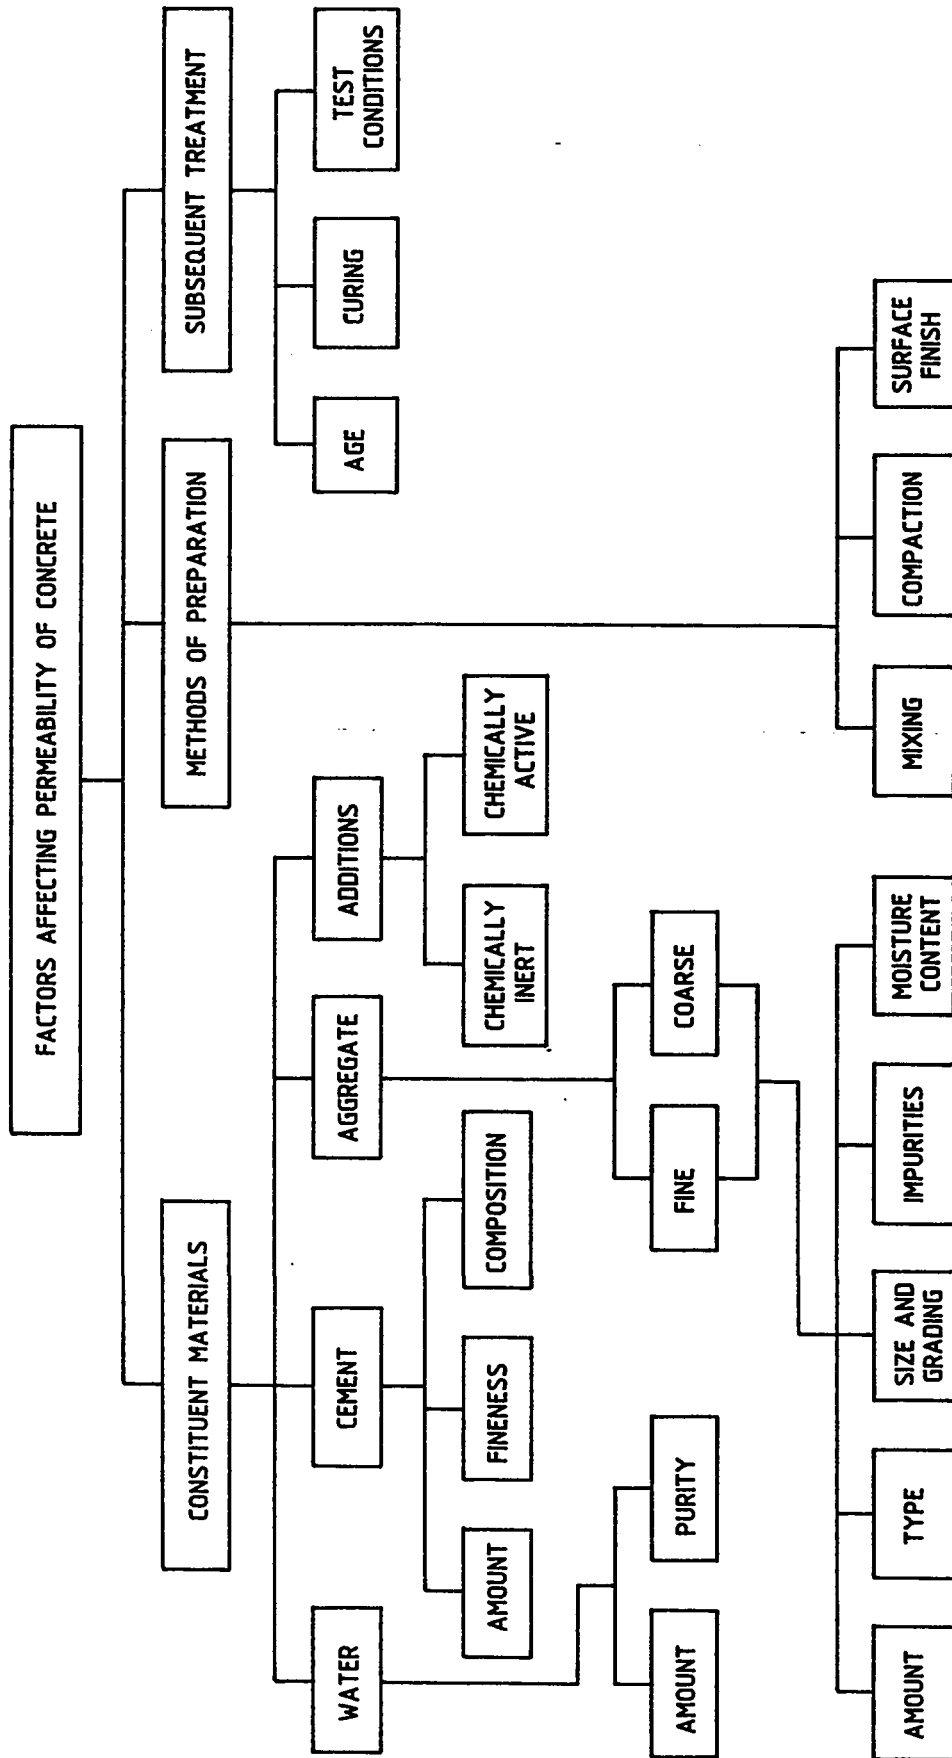 FACTORS AFFECTING PERMEABILITY OF CONCRETE
CONSTITUENT MATERIALS
METHODS OF PREPARATION
SUBSEQUENT TREATMENT
WATER
CEMENT
AGGREGATE
ADDITIONS
AGE
CURING
TEST
CONDITIONS
AMOUNT
FINENESS
COMPOSITION
CHEMICALLY
INERT
CHEMICALLY
ACTIVE
AMOUNT
PURITY
FINE
COARSE
AMOUNT
TYPE
SIZE AND
GRADING
IMPURITIES
MOISTURE
CONTENT
MIXING
COMPACTION
SURFACE
FINISH